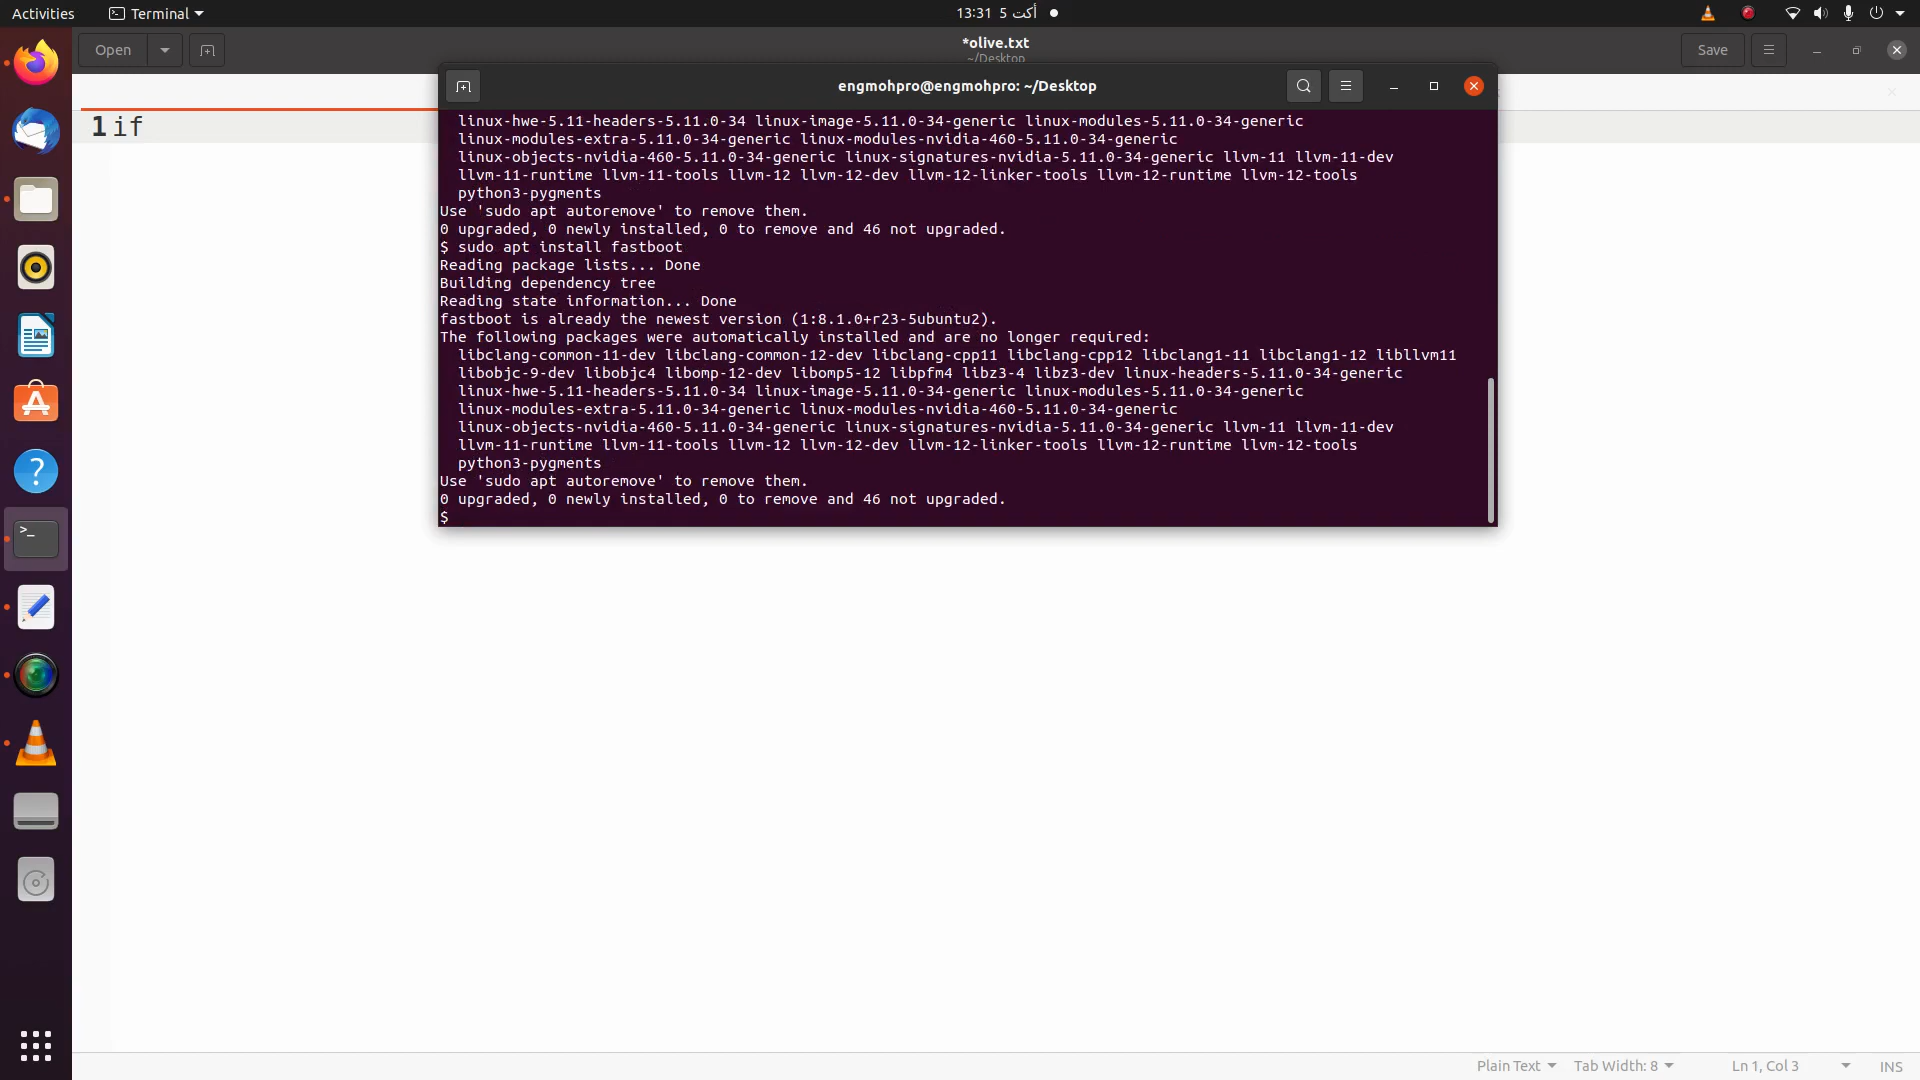 Activities
Terminal
13:31 5 أكت
Open
*olive.txt
~/Desktop
Save
engmohpro@engmohpro: ~/Desktop
1 if
linux-hwe-5.11-headers-5.11.0-34 linux-image-5.11.0-34-generic linux-modules-5.11.0-34-generic
linux-modules-extra-5.11.0-34-generic linux-modules-nvidia-460-5.11.0-34-generic
linux-objects-nvidia-460-5.11.0-34-generic linux-signatures-nvidia-5.11.0-34-generic llvm-11 llvm-11-dev
llvm-11-runtime llvm-11-tools llvm-12 llvm-12-dev llvm-12-linker-tools llvm-12-runtime llvm-12-tools
python3-pygments
Use 'sudo apt autoremove' to remove them.
0 upgraded, 0 newly installed, 0 to remove and 46 not upgraded.
$ sudo apt install fastboot
Reading package lists... Done
Building dependency tree
Reading state information... Done
fastboot is already the newest version (1:8.1.0+r23-5ubuntu2).
The following packages were automatically installed and are no longer required:
libclang-common-11-dev libclang-common-12-dev libclang-cpp11 libclang-cpp12 libclang1-11 libclang1-12 libllvm11
libobjc-9-dev libobjc4 libomp-12-dev libomp5-12 libpfm4 libz3-4 libz3-dev linux-headers-5.11.0-34-generic
linux-hwe-5.11-headers-5.11.0-34 linux-image-5.11.0-34-generic linux-modules-5.11.0-34-generic
linux-modules-extra-5.11.0-34-generic linux-modules-nvidia-460-5.11.0-34-generic
linux-objects-nvidia-460-5.11.0-34-generic linux-signatures-nvidia-5.11.0-34-generic llvm-11 llvm-11-dev
llvm-11-runtime llvm-11-tools llvm-12 llvm-12-dev llvm-12-linker-tools llvm-12-runtime llvm-12-tools
python3-pygments
Use 'sudo apt autoremove' to remove them.
0 upgraded, 0 newly installed, 0 to remove and 46 not upgraded.
$
Plain Text
Tab Width: 8
Ln 1, Col 3
INS